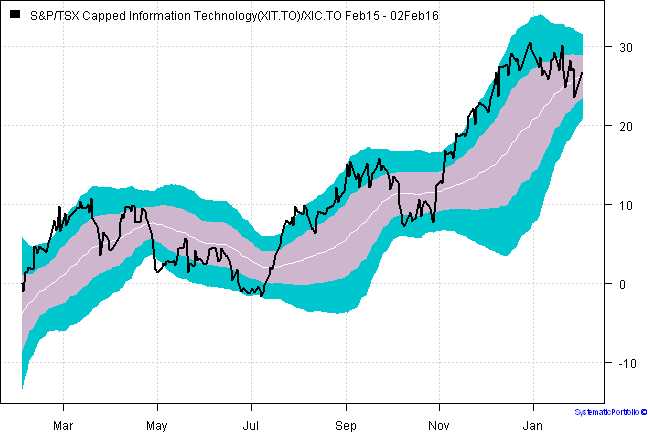 S&P/TSX Capped Information Technology(XIT.TO)/XIC.TO Feb15 - 02Feb16
30
20
10
0
-10
Mar May Jul Sep Nov Jan
SystematicPortfolio ©